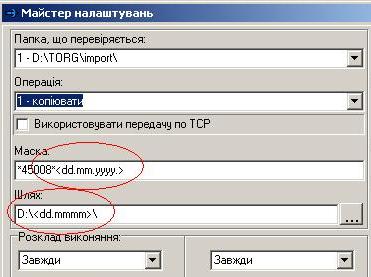 Майстер налаштувань
Папка, що перевіряється:
1 - D:\TORG\import\
Операція:
1 - копіювати
Використовувати передачу по TCP
Маска:
*45008*<dd.mm.yyyy.>
Шлях:
D:\<dd.mmmm>\
...
Розклад виконяння:
Завжди
Завжди